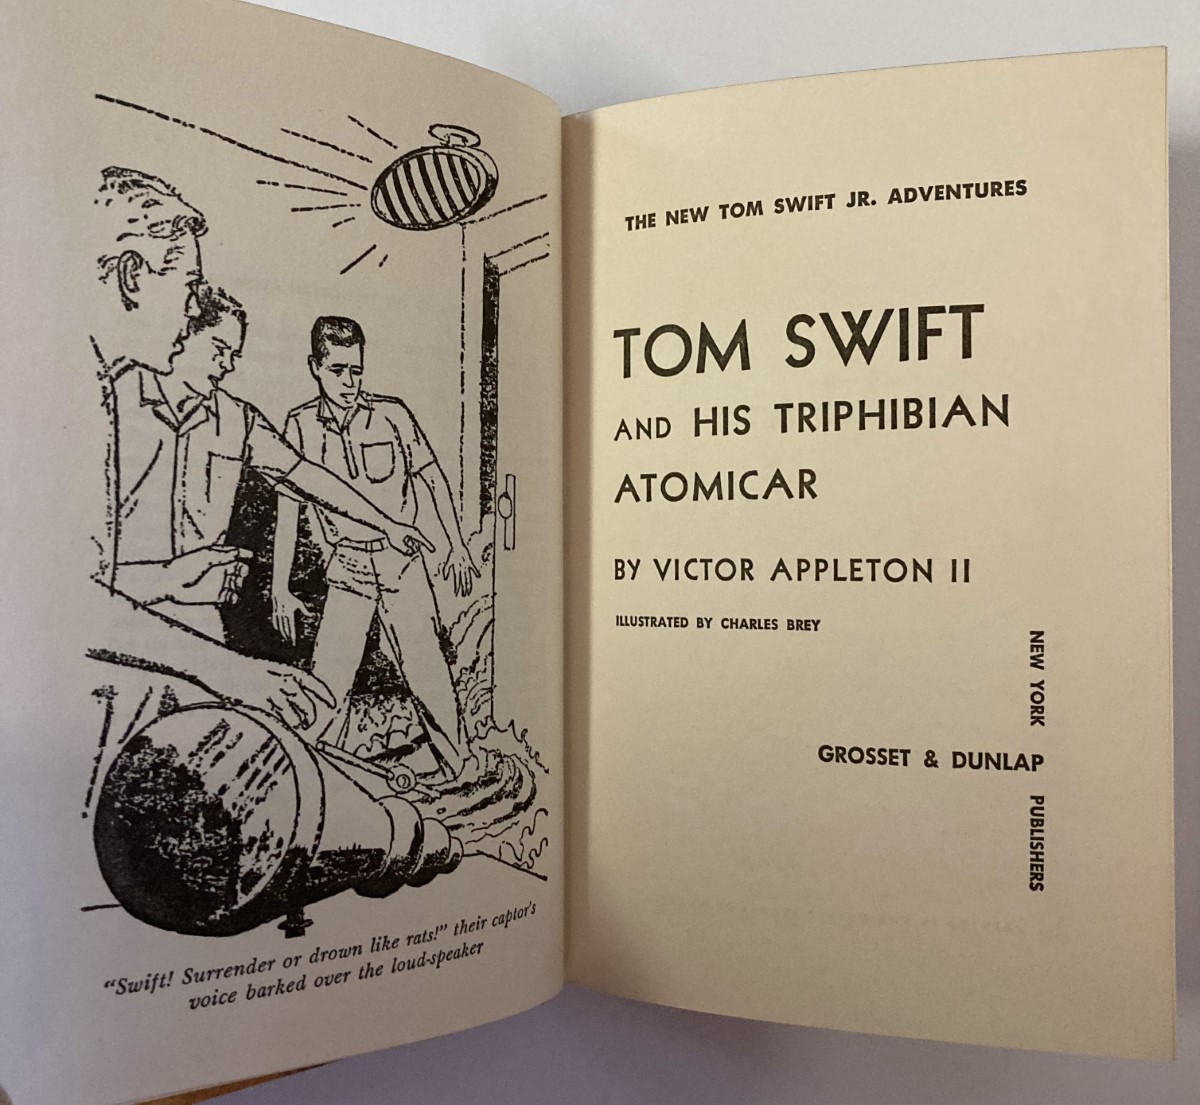 "Swift! Surrender or drown like rats!" their captor's
voice barked over the loud-speaker
THE NEW TOM SWIFT JR. ADVENTURES
TOM SWIFT
AND HIS TRIPHIBIAN
ATOMICAR
BY VICTOR APPLETON II
ILLUSTRATED BY CHARLES BREY
NEW YORK
GROSSET & DUNLAP
PUBLISHERS